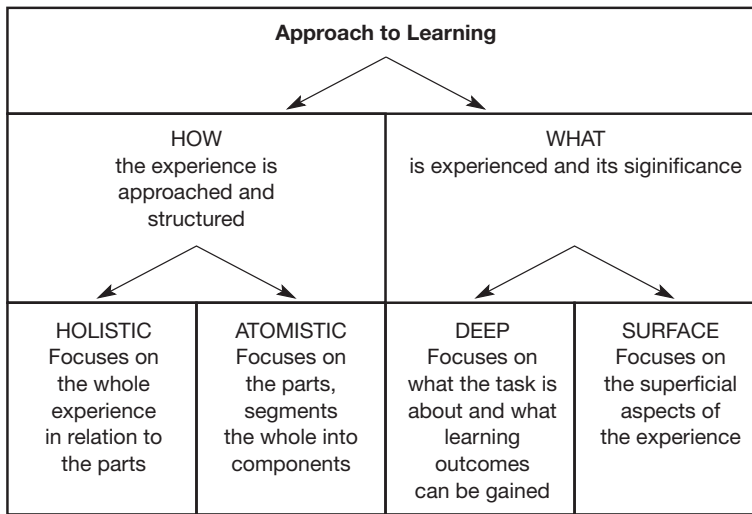 Approach to Learning
HOW
the experience is
approached and
structured
WHAT
is experienced and its siginificance
HOLISTIC
Focuses on
the whole
experience
in relation to
the parts
ATOMISTIC
Focuses on
the parts,
segments
the whole into
components
DEEP
Focuses on
what the task is
about and what
learning
outcomes
can be gained
SURFACE
Focuses on
the superficial
aspects of
the experience